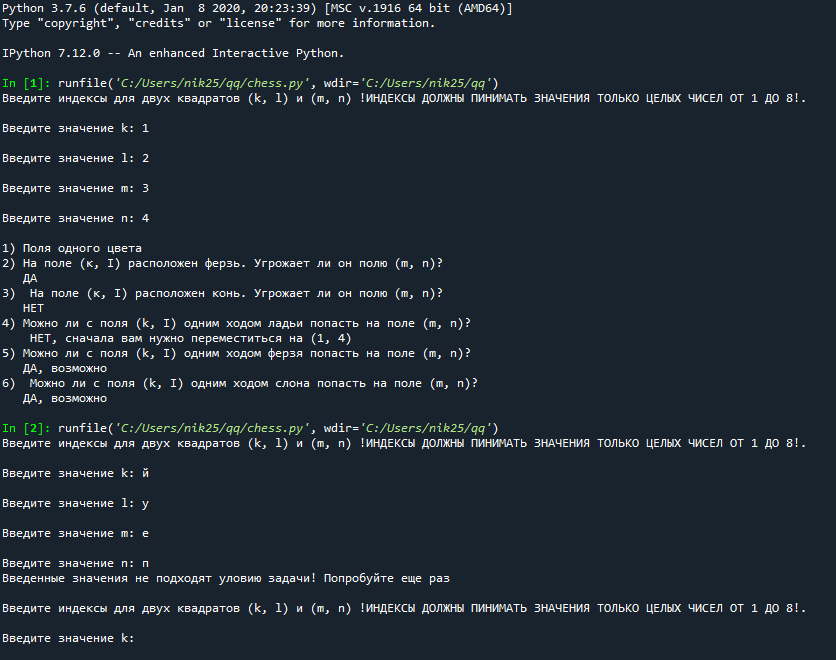 Python 3.7.6 (default, Jan  8 2020, 20:23:39) [MSC v.1916 64 bit (AMD64)]
Type "copyright", "credits" or "license" for more information.
IPython 7.12.0 -- An enhanced Interactive Python.
In [1]: runfile('C:/Users/nik25/qq/chess.py', wdir='C:/Users/nik25/qq')
Введите индексы для двух квадратов (k, l) и (m, n) !ИНДЕКСЫ ДОЛЖНЫ ПИНИМАТЬ ЗНАЧЕНИЯ ТОЛЬКО ЦЕЛЫХ ЧИСЕЛ ОТ 1 ДО 8!.
Введите значение k: 1
Введите значение l: 2
Введите значение m: 3
Введите значение n: 4
1) Поля одного цвета
2) На поле (к, I) расположен ферзь. Угрожает ли он полю (m, n)?
ДА
3)  На поле (к, I) расположен конь. Угрожает ли он полю (m, n)?
НЕТ
4) Можно ли с поля (k, I) одним ходом ладьи попасть на поле (m, n)?
НЕТ, сначала вам нужно переместиться на (1, 4)
5) Можно ли с поля (k, I) одним ходом ферзя попасть на поле (m, n)?
ДА, возможно
6)  Можно ли с поля (k, I) одним ходом слона попасть на поле (m, n)?
ДА, возможно
In [2]: runfile('C:/Users/nik25/qq/chess.py', wdir='C:/Users/nik25/qq')
Введите индексы для двух квадратов (k, l) и (m, n) !ИНДЕКСЫ ДОЛЖНЫ ПИНИМАТЬ ЗНАЧЕНИЯ ТОЛЬКО ЦЕЛЫХ ЧИСЕЛ ОТ 1 ДО 8!.
Введите значение k: й
Введите значение l: у
Введите значение m: е
Введите значение n: п
Введенные значения не подходят уловию задачи! Попробуйте еще раз
Введите индексы для двух квадратов (k, l) и (m, n) !ИНДЕКСЫ ДОЛЖНЫ ПИНИМАТЬ ЗНАЧЕНИЯ ТОЛЬКО ЦЕЛЫХ ЧИСЕЛ ОТ 1 ДО 8!.
Введите значение k: